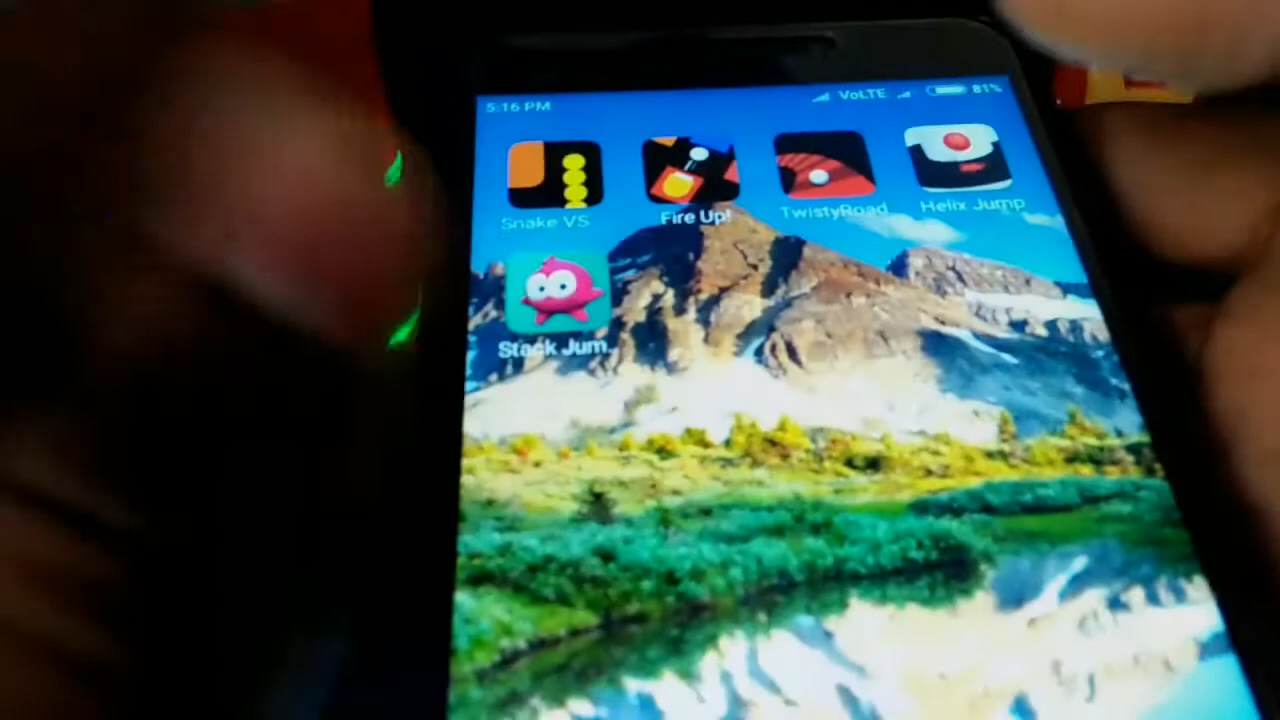 5:16 PM VoLTE 81%
Snake VS Fire Up! TwistyRoad Helix Jump
Stack Jum..